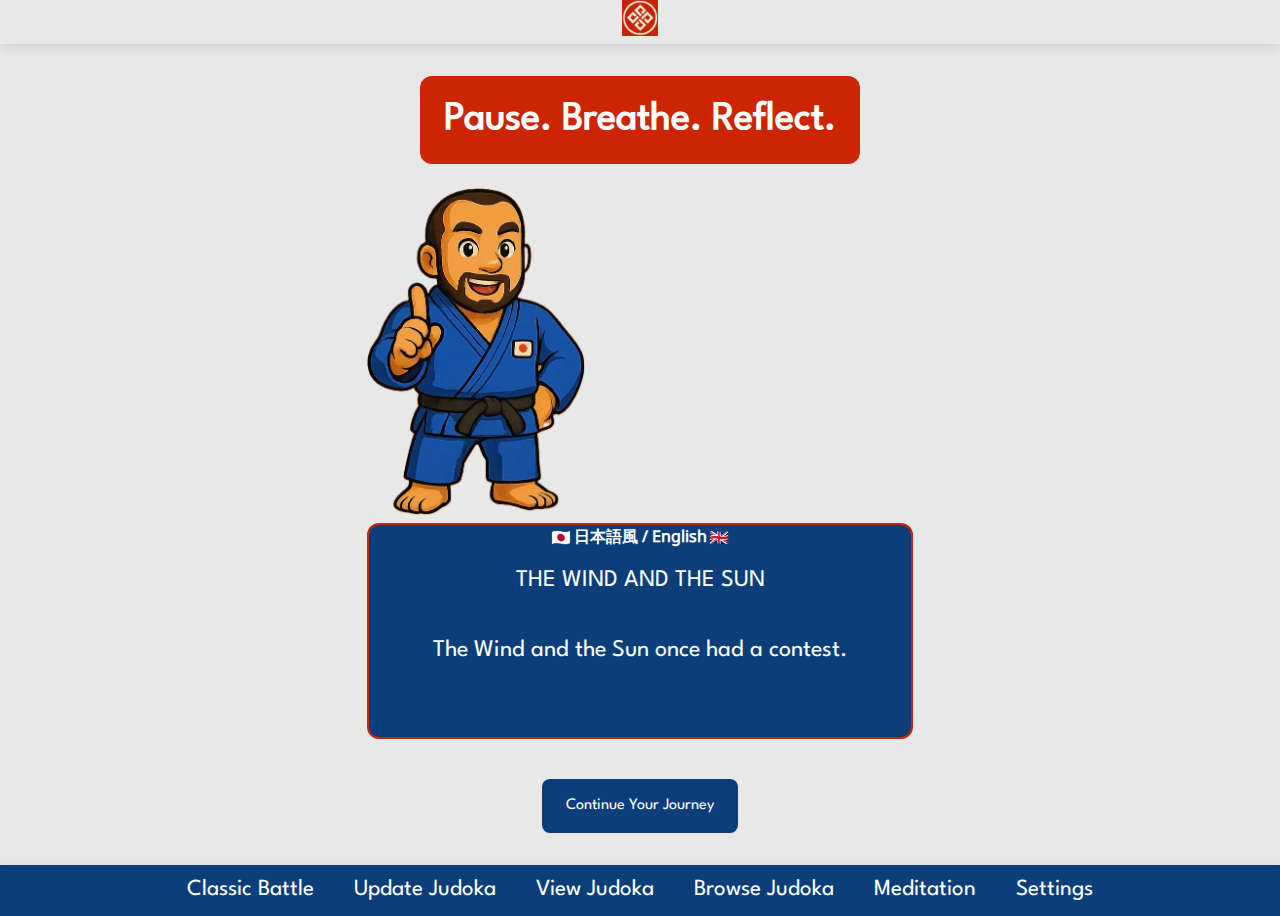 Pause. Breathe. Reflect.
日本語風 / English
THE WIND AND THE SUN
The Wind and the Sun once had a contest.
Continue Your Journey
Classic Battle Update Judoka View Judoka Browse Judoka Meditation Settings